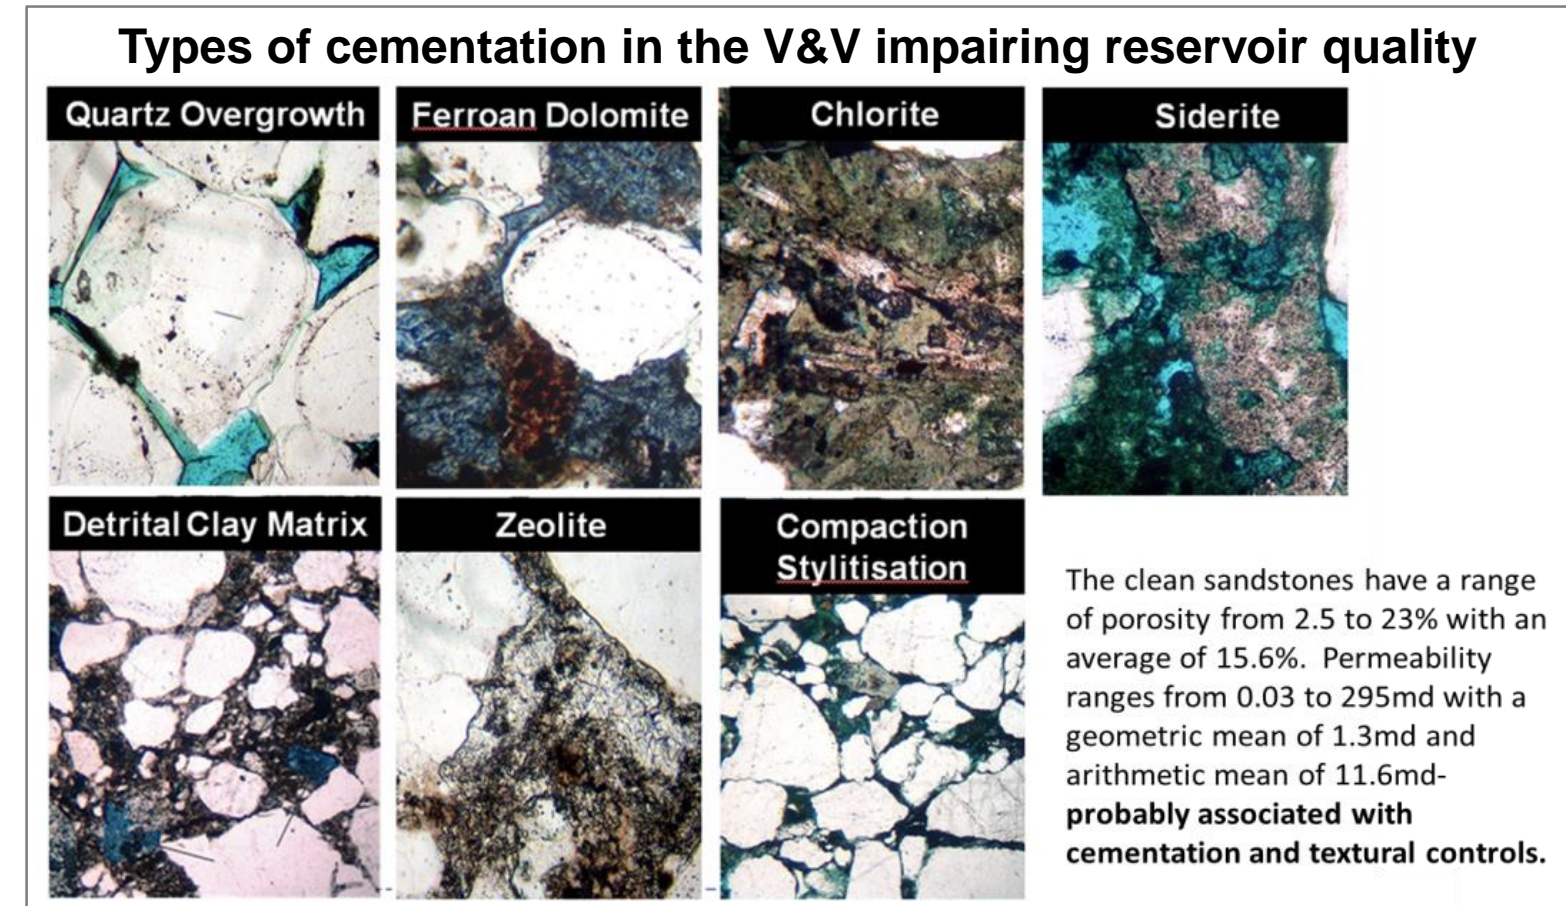 Types of cementation in the V&V impairing reservoir quality
Quartz Overgrowth
Ferroan Dolomite
Chlorite
Siderite
Detrital Clay Matrix
Zeolite
Compaction
Stylitisation
The clean sandstones have a range
of porosity from 2.5 to 23% with an
average of 15.6%.  Permeability
ranges from 0.03 to 295md with a
geometric mean of 1.3md and
arithmetic mean of 11.6md-
probably associated with
cementation and textural controls.